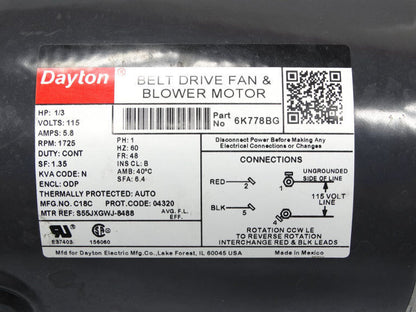 Dayton
BELT DRIVE FAN &
BLOWER MOTOR
Part
No 6K778BG
HP: 1/3
VOLTS: 115
AMPS: 5.8
RPM: 1725
DUTY: CONT
SF: 1.35
KVA CODE: N
ENCL: ODP
PH: 1
HZ: 60
FR: 48
INS CL: B
AMB: 40°C
SFA: 6.4
THERMALLY PROTECTED: AUTO
MFG.NO. C18C PROT.CODE: 04320
MTR REF: S55JXGWJ-8488 AVG.F.L. EFF.
E37403
156060
Disconnect Power Before Making Any
Electrical Connections or Changes
CONNECTIONS
UNGROUNDED
SIDE OF LINE
RED 2 1
115 VOLT
LINE
BLK 5 4
ROTATION CCW LE
TO REVERSE ROTATION
INTERCHANGE RED & BLK LEADS
Mfd for Dayton Electric Mfg.Co.,Lake Forest, IL 60045 USA
Made in Mexico